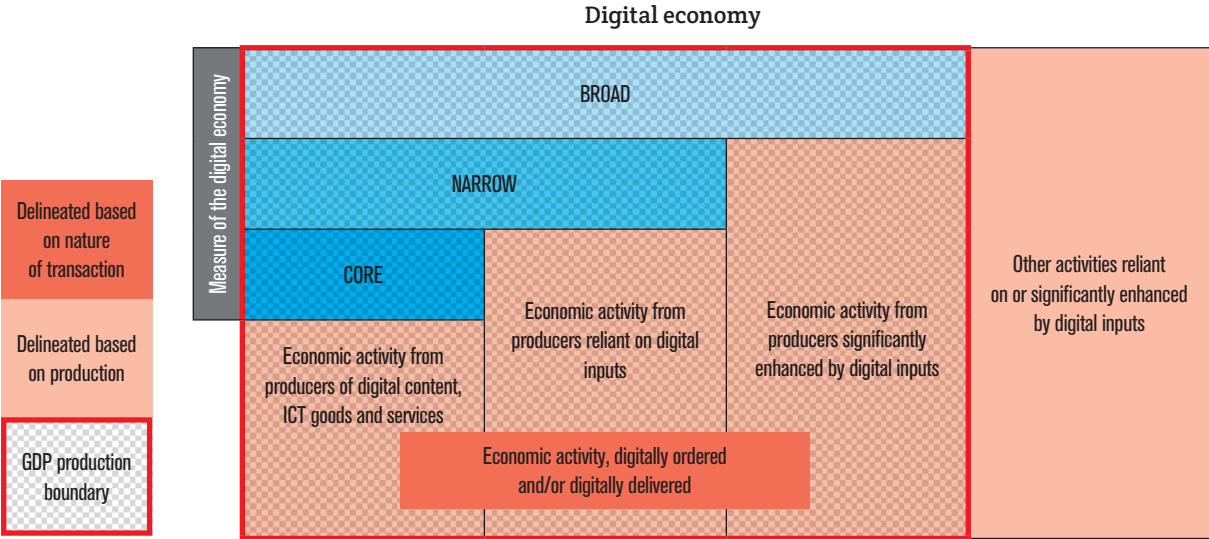 Digital economy
Measure of the digital economy
BROAD
NARROW
CORE
Delineated based
on nature
of transaction
Delineated based
on production
GDP production
boundary
Economic activity from
producers of digital content,
ICT goods and services
Economic activity from
producers reliant on digital
inputs
Economic activity from
producers significantly
enhanced by digital inputs
Other activities reliant
on or significantly enhanced
by digital inputs
Economic activity, digitally ordered
and/or digitally delivered